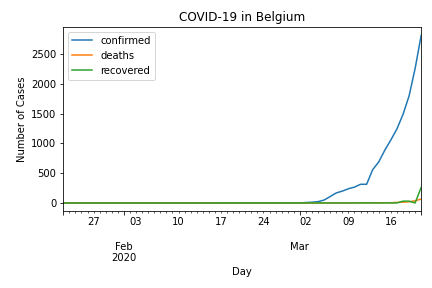 COVID-19 in Belgium
confirmed
deaths
recovered
Number of Cases
2500
2000
1500
1000
500
0
27 03 10 17 24 02 09 16
Feb Mar
2020
Day